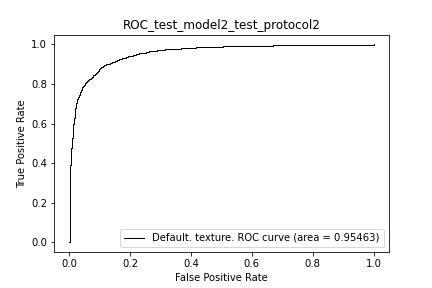 ROC_test_model2_test_protocol2
1.0
0.8
0.6
0.4
0.2
0.0
True Positive Rate
Default. texture. ROC curve (area = 0.95463)
0.0 0.2 0.4 0.6 0.8 1.0
False Positive Rate